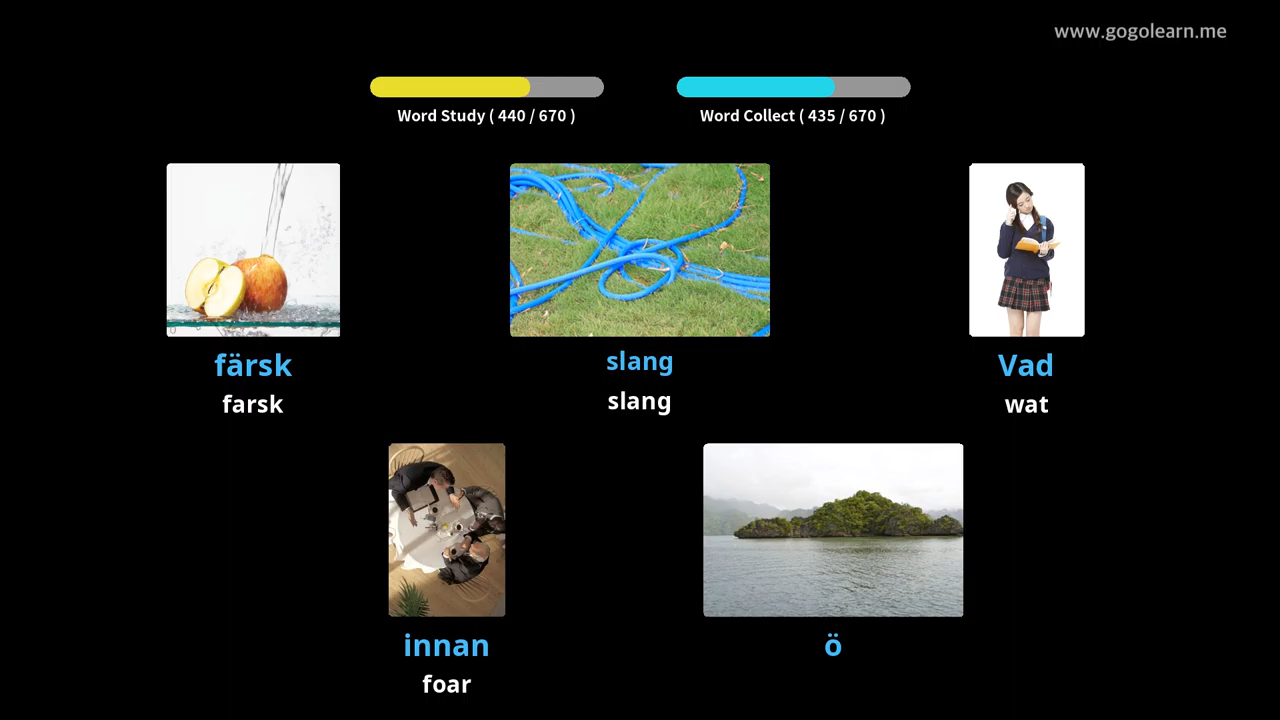 www.gogolearn.me
Word Study ( 440 / 670 )
Word Collect ( 435 / 670 )
färsk
farsk
slang
slang
Vad
wat
innan
foar
ö